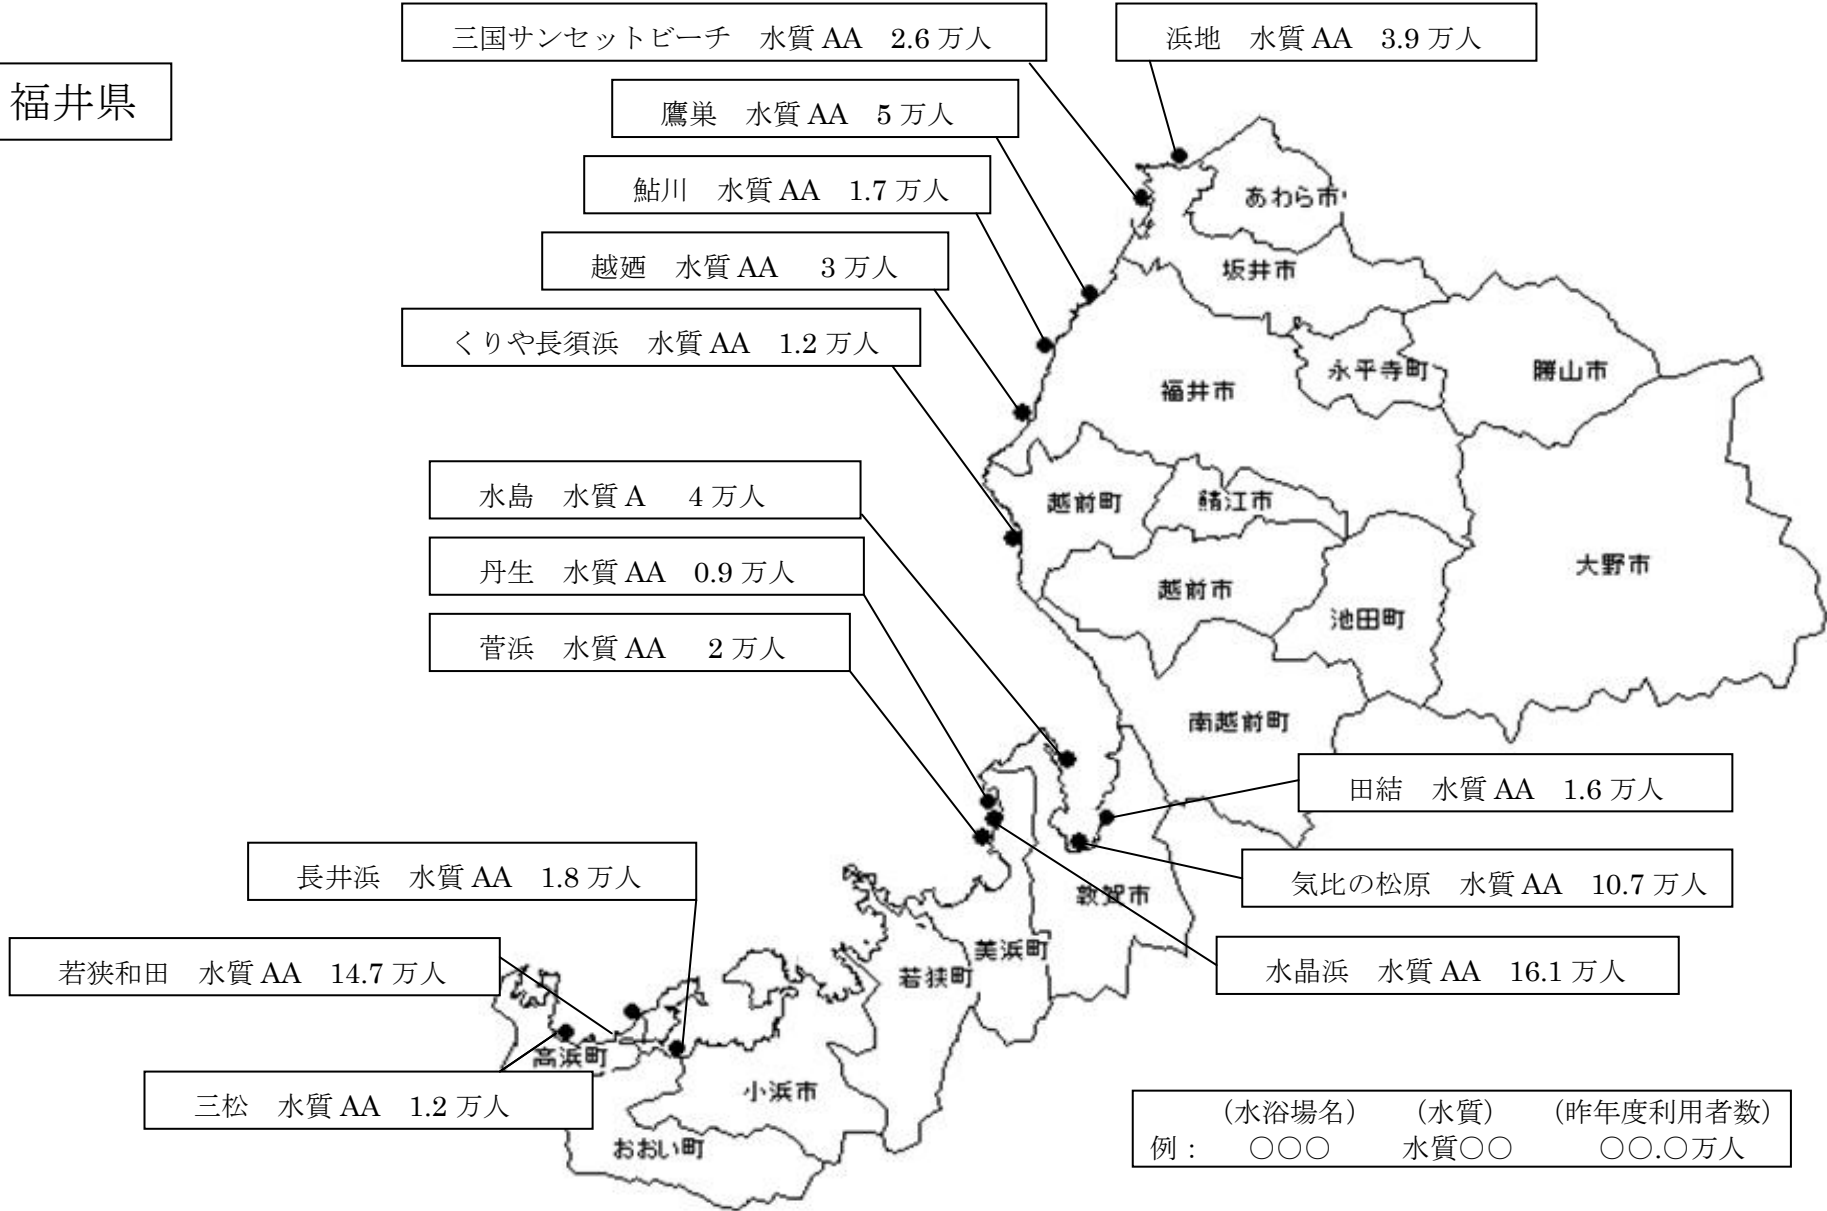 三国サンセットビーチ 水質 AA 2.6 万人
浜地 水質 AA 3.9 万人
福井県
鷹巣 水質 AA 5 万人
鮎川 水質 AA 1.7 万人
あわら市
越廼 水質 AA 3 万人
坂井市
くりや長須浜 水質 AA 1.2 万人
永平寺町
勝山市
福井市
水島 水質 A 4 万人
越前町
鯖江市
丹生 水質 AA 0.9 万人
大野市
越前市
池田町
菅浜 水質 AA 2 万人
南越前町
田結 水質 AA 1.6 万人
長井浜 水質 AA 1.8 万人
気比の松原 水質 AA 10.7 万人
敦賀市
美浜町
若狭和田 水質 AA 14.7 万人
若狭町
水晶浜 水質 AA 16.1 万人
高浜町
小浜市
三松 水質 AA 1.2 万人
おおい町
（水浴場名） （水質） （昨年度利用者数）
例： ○○○ 水質○○ ○○.○万人